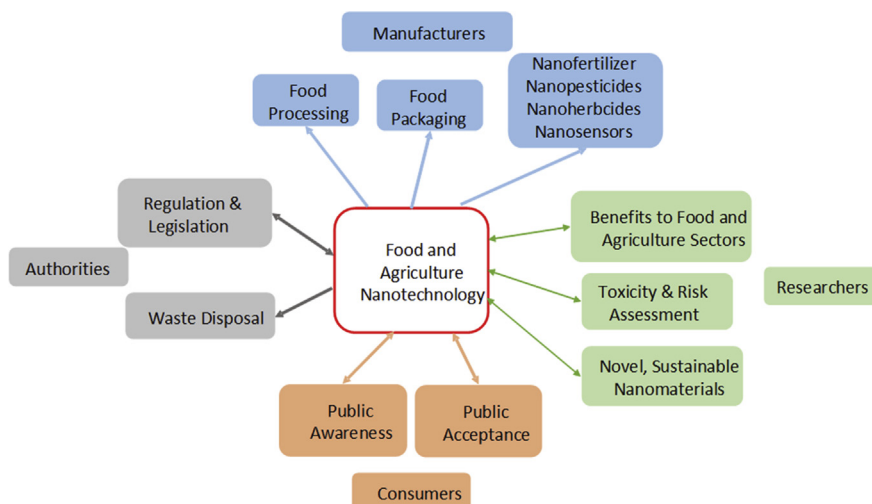 Manufacturers
Food
Processing
Food
Packaging
Nanofertilizer
Nanopesticides
Nanoherbcides
Nanosensors
Regulation &
Legislation
Authorities
Waste Disposal
Food and
Agriculture
Nanotechnology
Benefits to Food and
Agriculture Sectors
Toxicity & Risk
Assessment
Researchers
Novel, Sustainable
Nanomaterials
Public
Awareness
Public
Acceptance
Consumers